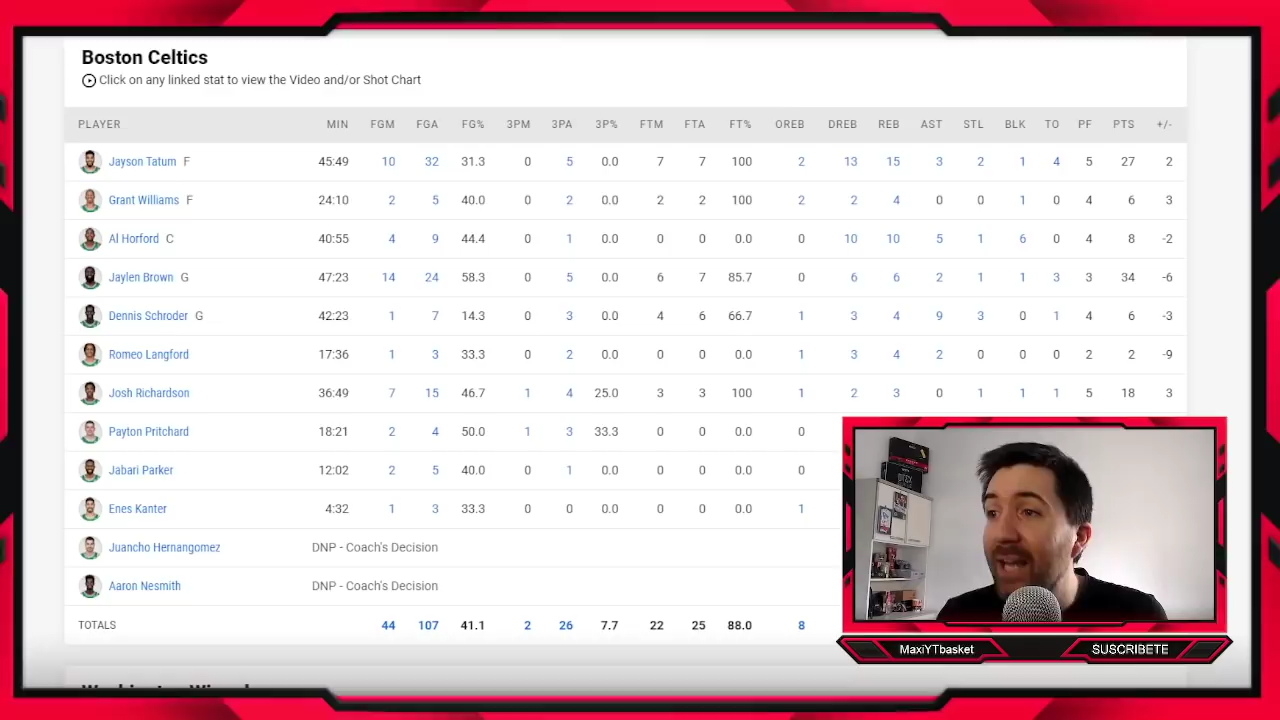 Boston Celtics
Click on any linked stat to view the Video and/or Shot Chart
PLAYER MIN FGM FGA FG% 3PM 3PA 3P% FTM FTA FT% OREB DREB REB AST STL BLK TO PF PTS +/-
Jayson Tatum F 45:49 10 32 31.3 0 5 0.0 7 7 100 2 13 15 3 2 1 4 5 27 2
Grant Williams F 24:10 2 5 40.0 0 2 0.0 2 2 100 2 2 4 0 0 1 0 4 6 3
Al Horford C 40:55 4 9 44.4 0 1 0.0 0 0 0.0 0 10 10 5 1 6 0 4 8 -2
Jaylen Brown G 47:23 14 24 58.3 0 5 0.0 6 7 85.7 0 6 6 2 1 1 3 3 34 -6
Dennis Schroder G 42:23 1 7 14.3 0 3 0.0 4 6 66.7 1 3 4 9 3 0 1 4 6 -3
Romeo Langford 17:36 1 3 33.3 0 2 0.0 0 0 0.0 1 3 4 2 0 0 0 2 2 -9
Josh Richardson 36:49 7 15 46.7 1 4 25.0 3 3 100 1 2 3 0 1 1 1 5 18 3
Payton Pritchard 18:21 2 4 50.0 1 3 33.3 0 0 0.0 0
Jabari Parker 12:02 2 5 40.0 0 1 0.0 0 0 0.0 0
Enes Kanter 4:32 1 3 33.3 0 0 0.0 0 0 0.0 1
Juancho Hernangomez DNP - Coach's Decision
Aaron Nesmith DNP - Coach's Decision
TOTALS 44 107 41.1 2 26 7.7 22 25 88.0 8
MaxiYTbasket SUSCRIBETE